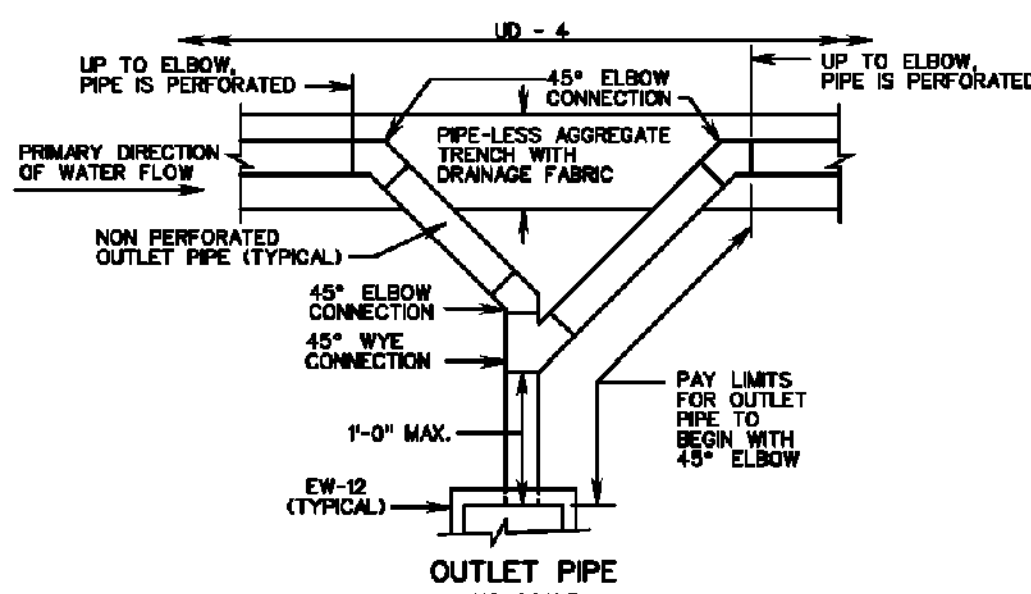 UD - 4
UP TO ELBOW,
PIPE IS PERFORATED
45° ELBOW
CONNECTION
UP TO ELBOW,
PIPE IS PERFORATED
PIPE-LESS AGGREGATE
TRENCH WITH
DRAINAGE FABRIC
PRIMARY DIRECTION
OF WATER FLOW
NON PERFORATED
OUTLET PIPE (TYPICAL)
45° ELBOW
CONNECTION
45° WYE
CONNECTION
PAY LIMITS
FOR OUTLET
PIPE TO
BEGIN WITH
45° ELBOW
1'-0" MAX.
EW-12
(TYPICAL)
OUTLET PIPE